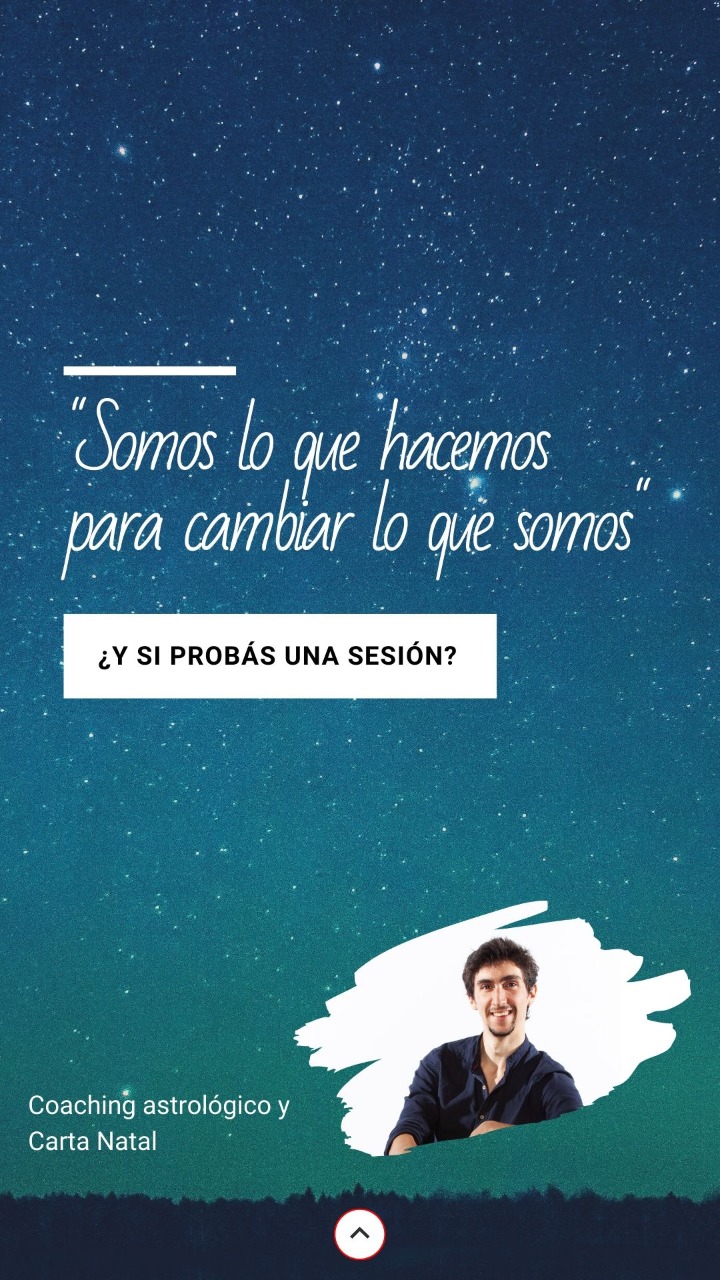 "Somos lo que hacemos
para cambiar lo que somos"
¿Y SI PROBÁS UNA SESIÓN?
Coaching astrológico y
Carta Natal